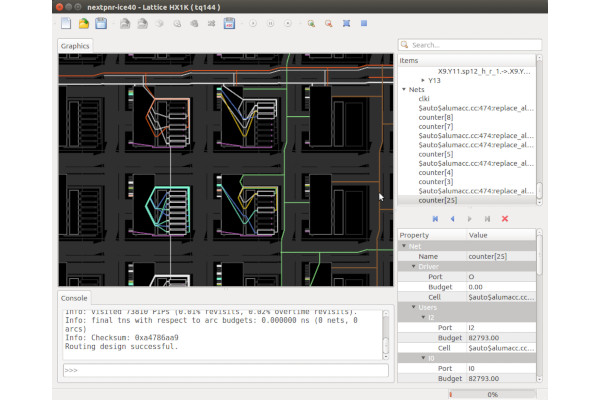 nextpnr-ice40 - Lattice HX1K ( tq144 )
Graphics
Search...
Items
X9.Y11.sp12_h_r_1.->.X9.Y...
Y13
Nets
clki
$auto$alumacc.cc:474:replace_al...
counter[8]
counter[7]
$auto$alumacc.cc:474:replace_al...
$auto$alumacc.cc:474:replace_al...
counter[5]
$auto$alumacc.cc:474:replace_al...
counter[4]
counter[3]
$auto$alumacc.cc:474:replace_al...
counter[25]
Property Value
Net
Name counter[25]
Driver
Port O
Budget 0.00
Cell $auto$alumacc.cc...
Users
I2
Port I2
Budget 82793.00
Cell $auto$alumacc.cc...
I0
Port I0
Budget 82793.00
Console
Info: visited 73810 PIPs (0.01% revisits, 0.02% overtime revisits).
Info: final tns with respect to arc budgets: 0.000000 ns (0 nets, 0
arcs)
Info: Checksum: 0xa4786aa9
Routing design successful.
>>>
0%